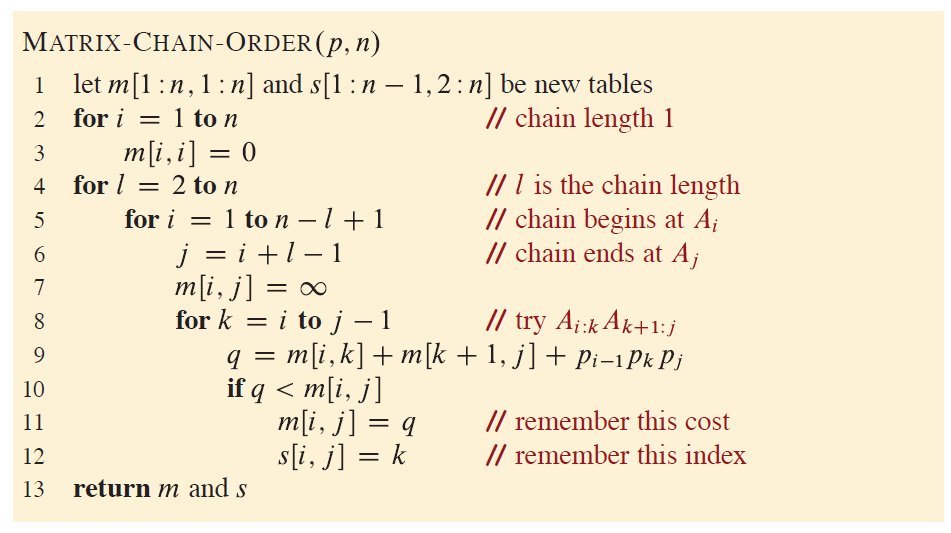 MATRIX-CHAIN-ORDER(p, n)
1 let m[1 : n, 1 : n] and s[1 : n − 1, 2 : n] be new tables
2 for i = 1 to n // chain length 1
3 m[i, i] = 0
4 for l = 2 to n // l is the chain length
5 for i = 1 to n − l + 1 // chain begins at Aᵢ
6 j = i + l − 1 // chain ends at Aⱼ
7 m[i, j] = ∞
8 for k = i to j − 1 // try A_{i:k} A_{k+1:j}
9 q = m[i, k] + m[k + 1, j] + p_{i−1} p_k p_j
10 if q < m[i, j]
11 m[i, j] = q // remember this cost
12 s[i, j] = k // remember this index
13 return m and s